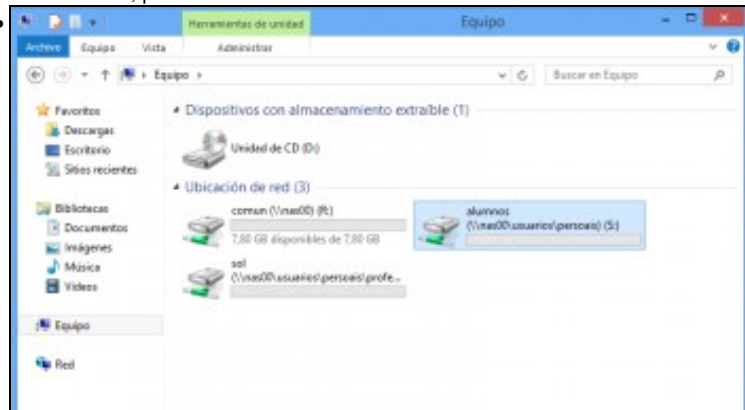 Herramientas de unidad
Equipo
Archivo Equipo Vista Administrar
Equipo
Buscar en Equipo
Favoritos
Descargas
Escritorio
Sitios recientes
Bibliotecas
Documentos
Imágenes
Música
Vídeos
Equipo
Red
Dispositivos con almacenamiento extraíble (1)
Unidad de CD (D:)
Ubicación de red (3)
comun (\\nas00) (R:)
7,80 GB disponibles de 7,80 GB
alumnos
(\\nas00\usuarios\persoais) (S:)
sol
(\\nas00\usuarios\persoais\profe...